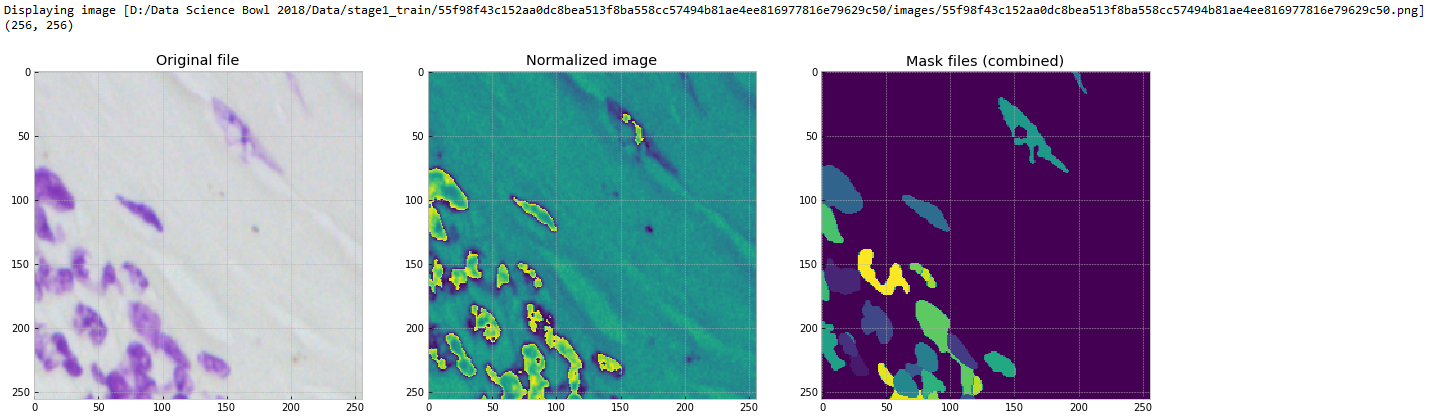 Displaying image [D:/Data Science Bowl 2018/Data/stage1_train/55f98f43c152aa0dc8bea513f8ba558cc57494b81ae4ee816977816e79629c50/images/55f98f43c152aa0dc8bea513f8ba558cc57494b81ae4ee816977816e79629c50.png]
(256, 256)
Original file
0
50
100
150
200
250
0 50 100 150 200 250
Normalized image
0
50
100
150
200
250
0 50 100 150 200 250
Mask files (combined)
0
50
100
150
200
250
0 50 100 150 200 250